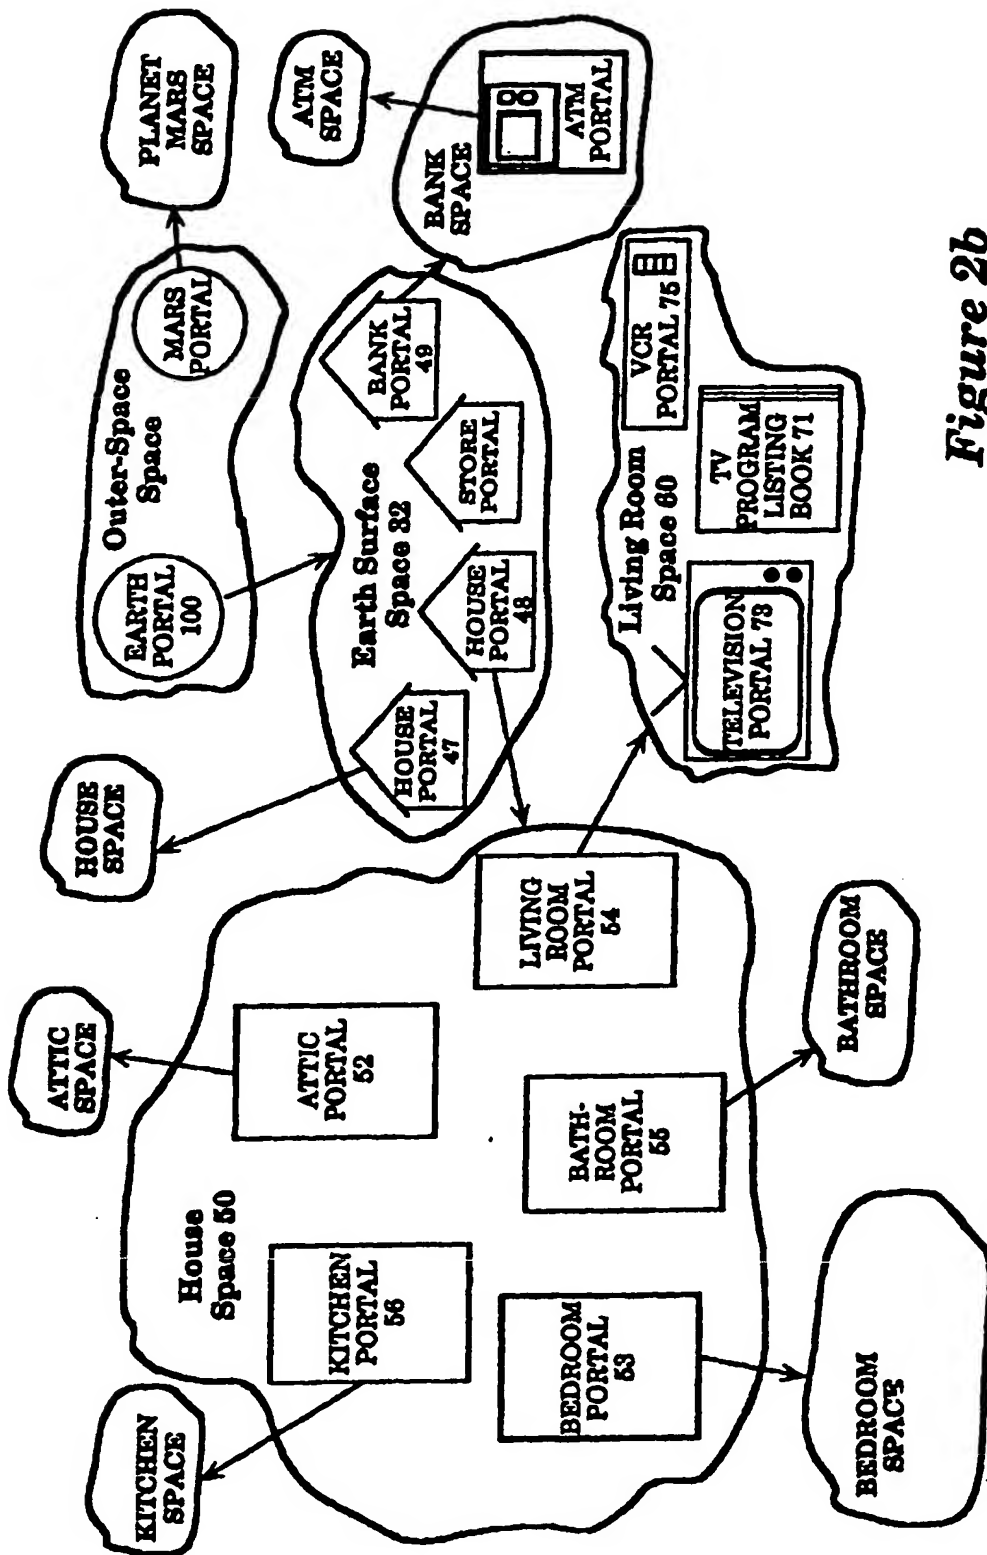 KITCHEN
SPACE
ATTIC
SPACE
HOUSE
SPACE
PLANET
MARS
SPACE
ATM
SPACE
Outer-Space
Space
EARTH
PORTAL
100
MARS
PORTAL
House
Space 50
KITCHEN
PORTAL
56
ATTIC
PORTAL
52
BEDROOM
PORTAL
53
BATH-
ROOM
PORTAL
55
LIVING
ROOM
PORTAL
54
Earth Surface
Space 32
HOUSE
PORTAL
47
HOUSE
PORTAL
48
STORE
PORTAL
BANK
PORTAL
49
BANK
SPACE
ATM
PORTAL
Living Room
Space 60
TELEVISION
PORTAL 73
TV
PROGRAM
LISTING
BOOK 71
VCR
PORTAL 75
BEDROOM
SPACE
BATHROOM
SPACE
Figure 2b